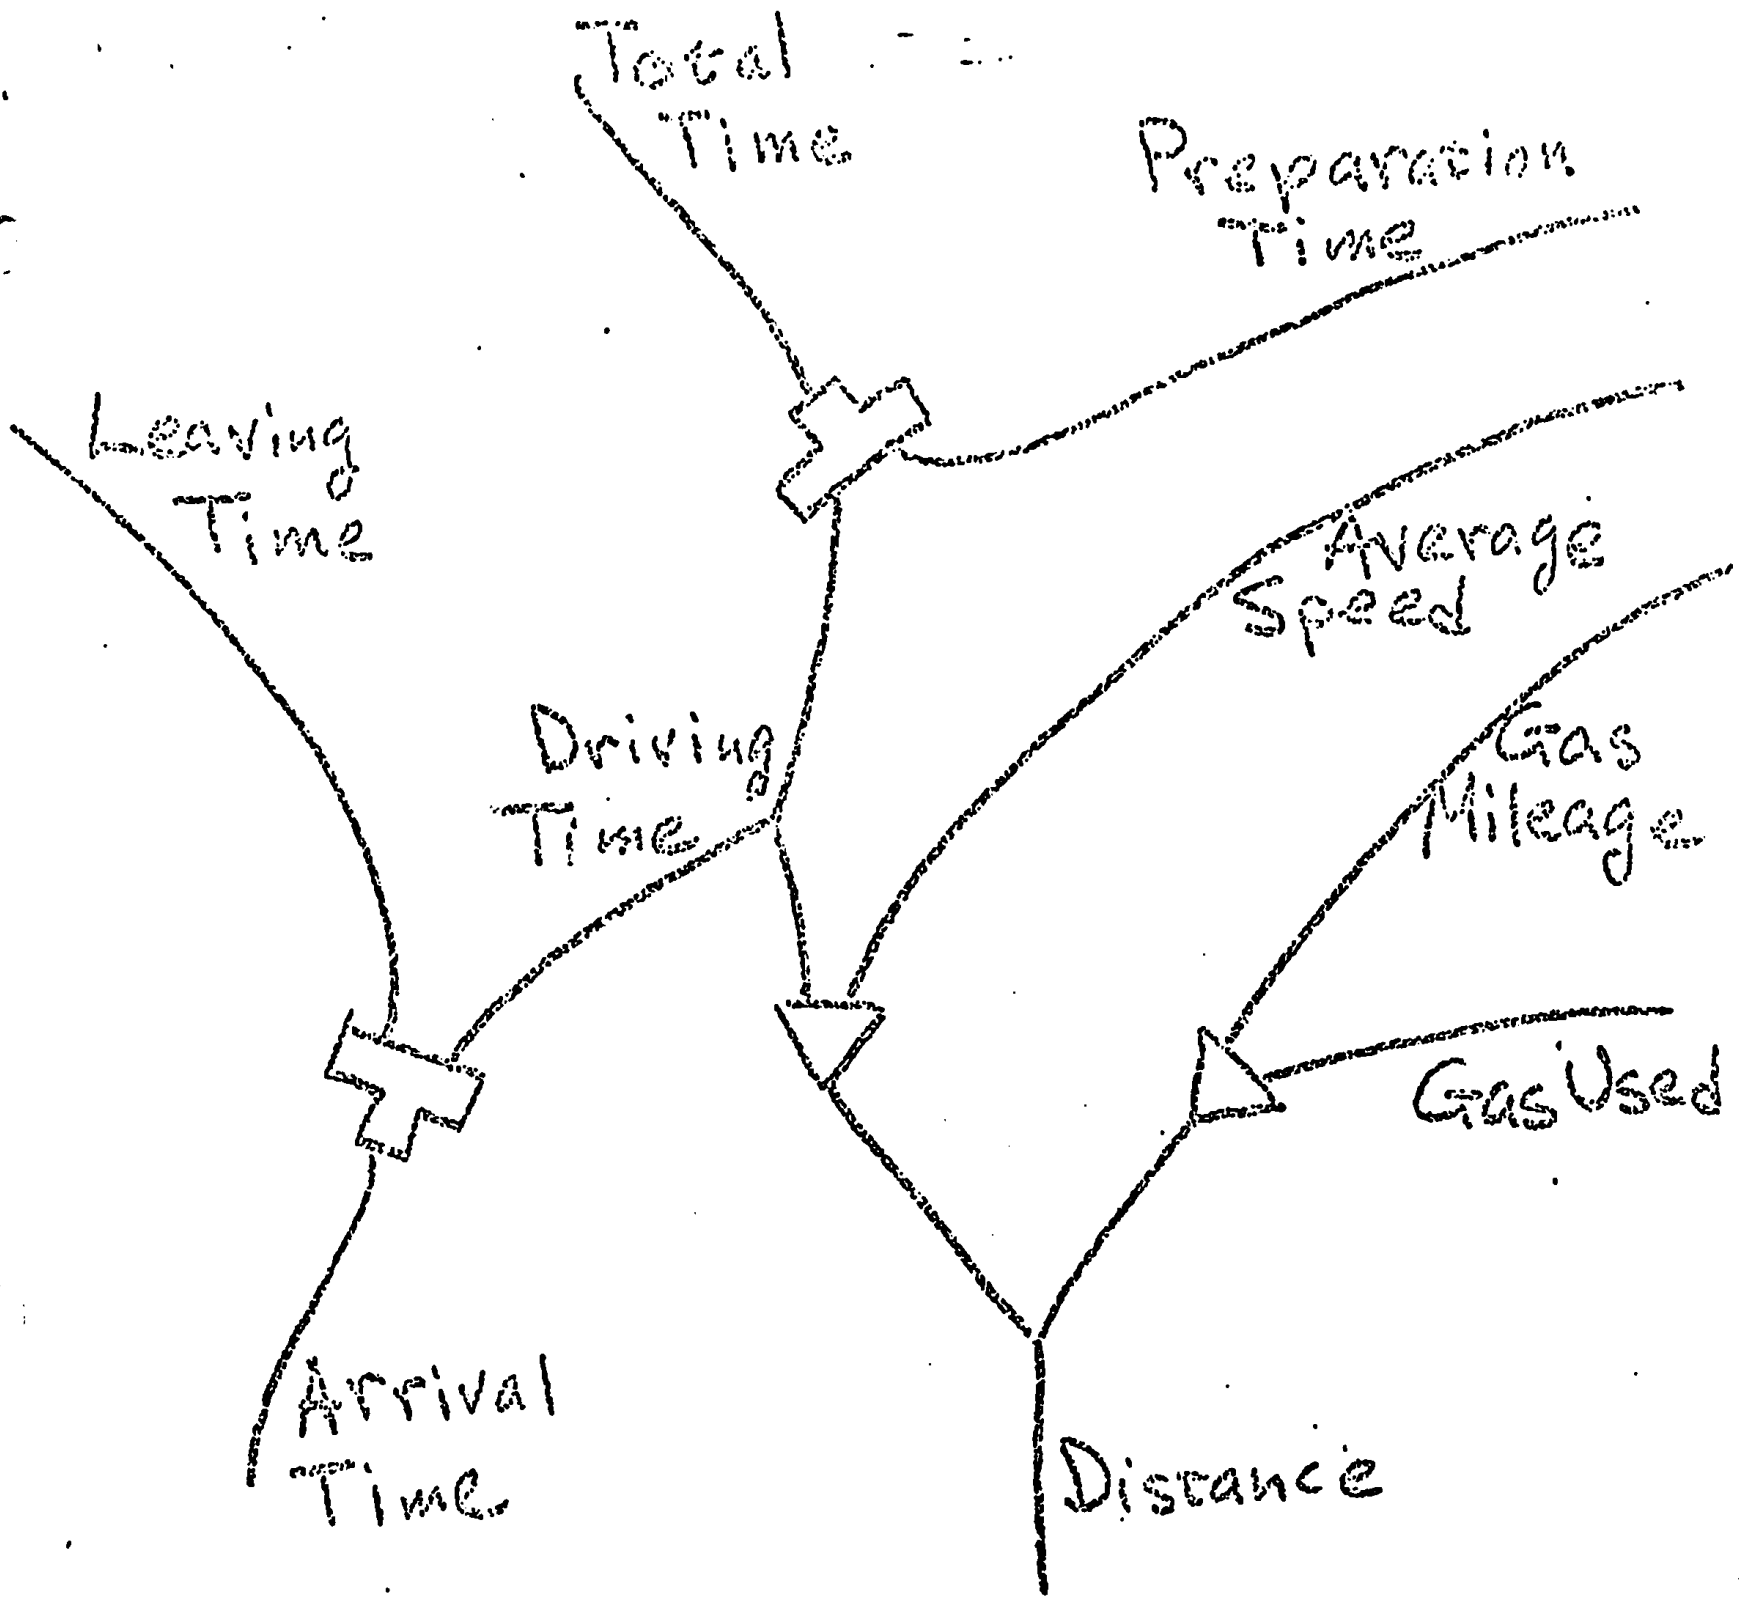 Total
Time
Preparation
Time
Leaving
Time
Average
Speed
Driving
Time
Gas
Mileage
Gas Used
Arrival
Time
Distance